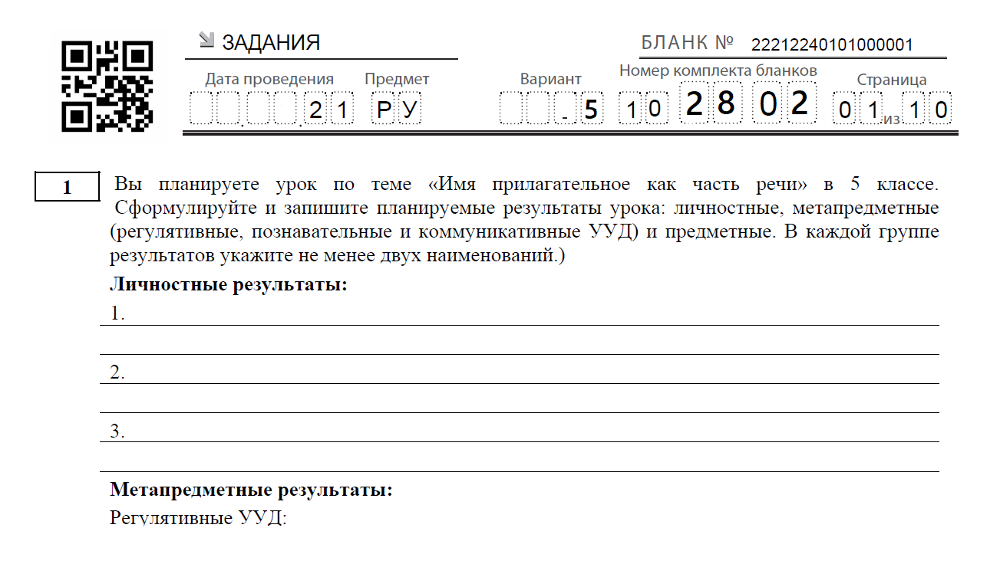 ЗАДАНИЯ
БЛАНК № 22212240101000001
Дата проведения Предмет Вариант Номер комплекта бланков Страница
. . 21 РУ - 5 10 28 02 01 из 10
1 Вы планируете урок по теме «Имя прилагательное как часть речи» в 5 классе.
Сформулируйте и запишите планируемые результаты урока: личностные, метапредметные
(регулятивные, познавательные и коммуникативные УУД) и предметные. В каждой группе
результатов укажите не менее двух наименований.)
Личностные результаты:
1.
2.
3.
Метапредметные результаты:
Регулятивные УУД: